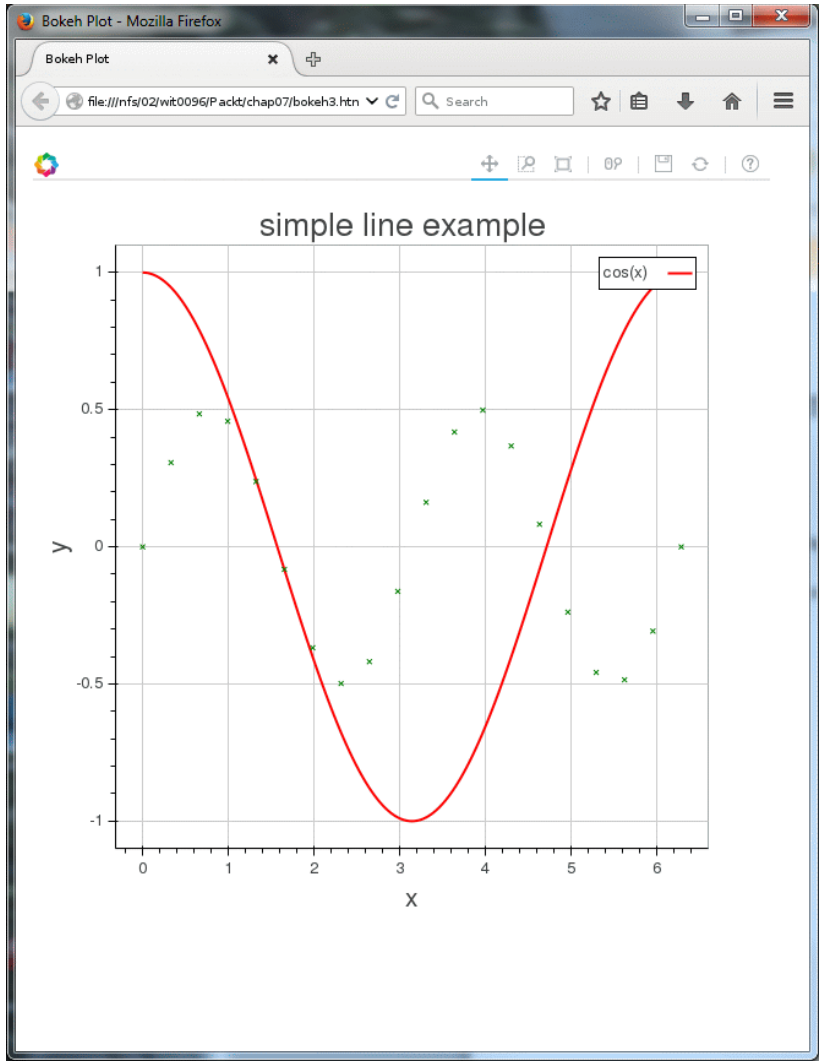 Bokeh Plot - Mozilla Firefox
Bokeh Plot
file:///nfs/02/wit0096/Packt/chap07/bokeh3.htn
Search
simple line example
cos(x)
1
0.5
0
-0.5
-1
y
0 1 2 3 4 5 6
x